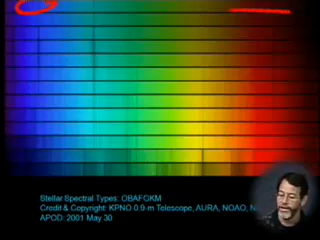 Stellar Spectral Types: OBAFGKM
Credit & Copyright: KPNO 0.9-m Telescope, AURA, NOAO,
APOD: 2001 May 30